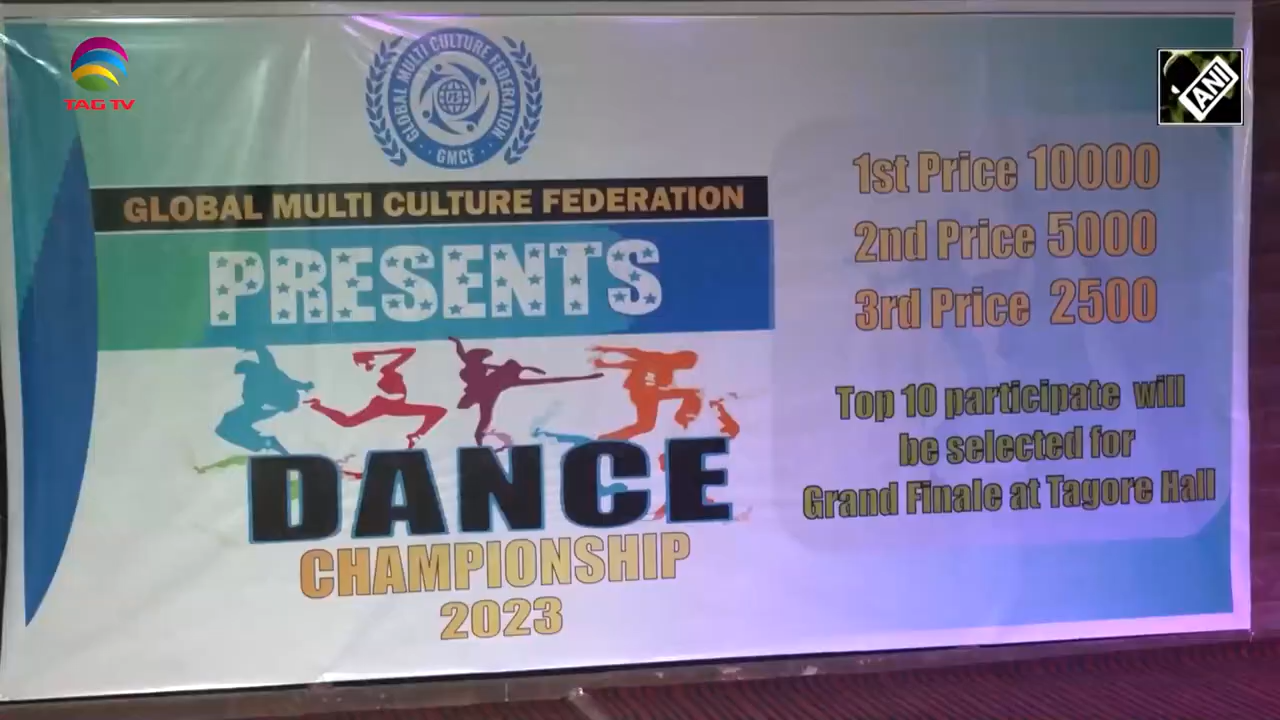 TAG TV
ANI
GLOBAL MULTI CULTURE FEDERATION
GMCF
GLOBAL MULTI CULTURE FEDERATION
PRESENTS
DANCE
CHAMPIONSHIP
2023
1st Price 10000
2nd Price 5000
3rd Price 2500
Top 10 participate will
be selected for
Grand Finale at Tagore Hall